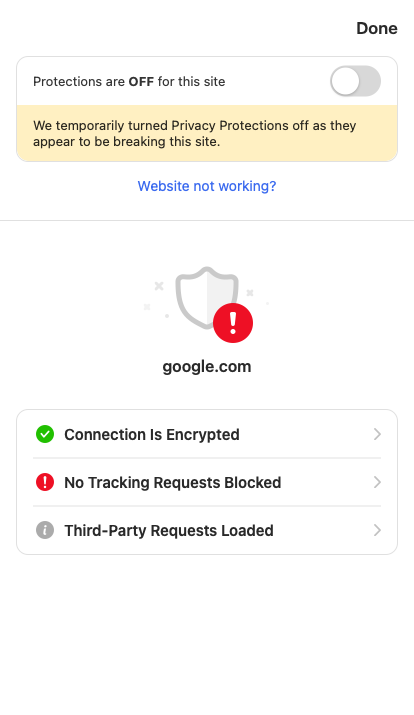 Done
Protections are OFF for this site
We temporarily turned Privacy Protections off as they
appear to be breaking this site.
Website not working?
google.com
Connection Is Encrypted
No Tracking Requests Blocked
Third-Party Requests Loaded